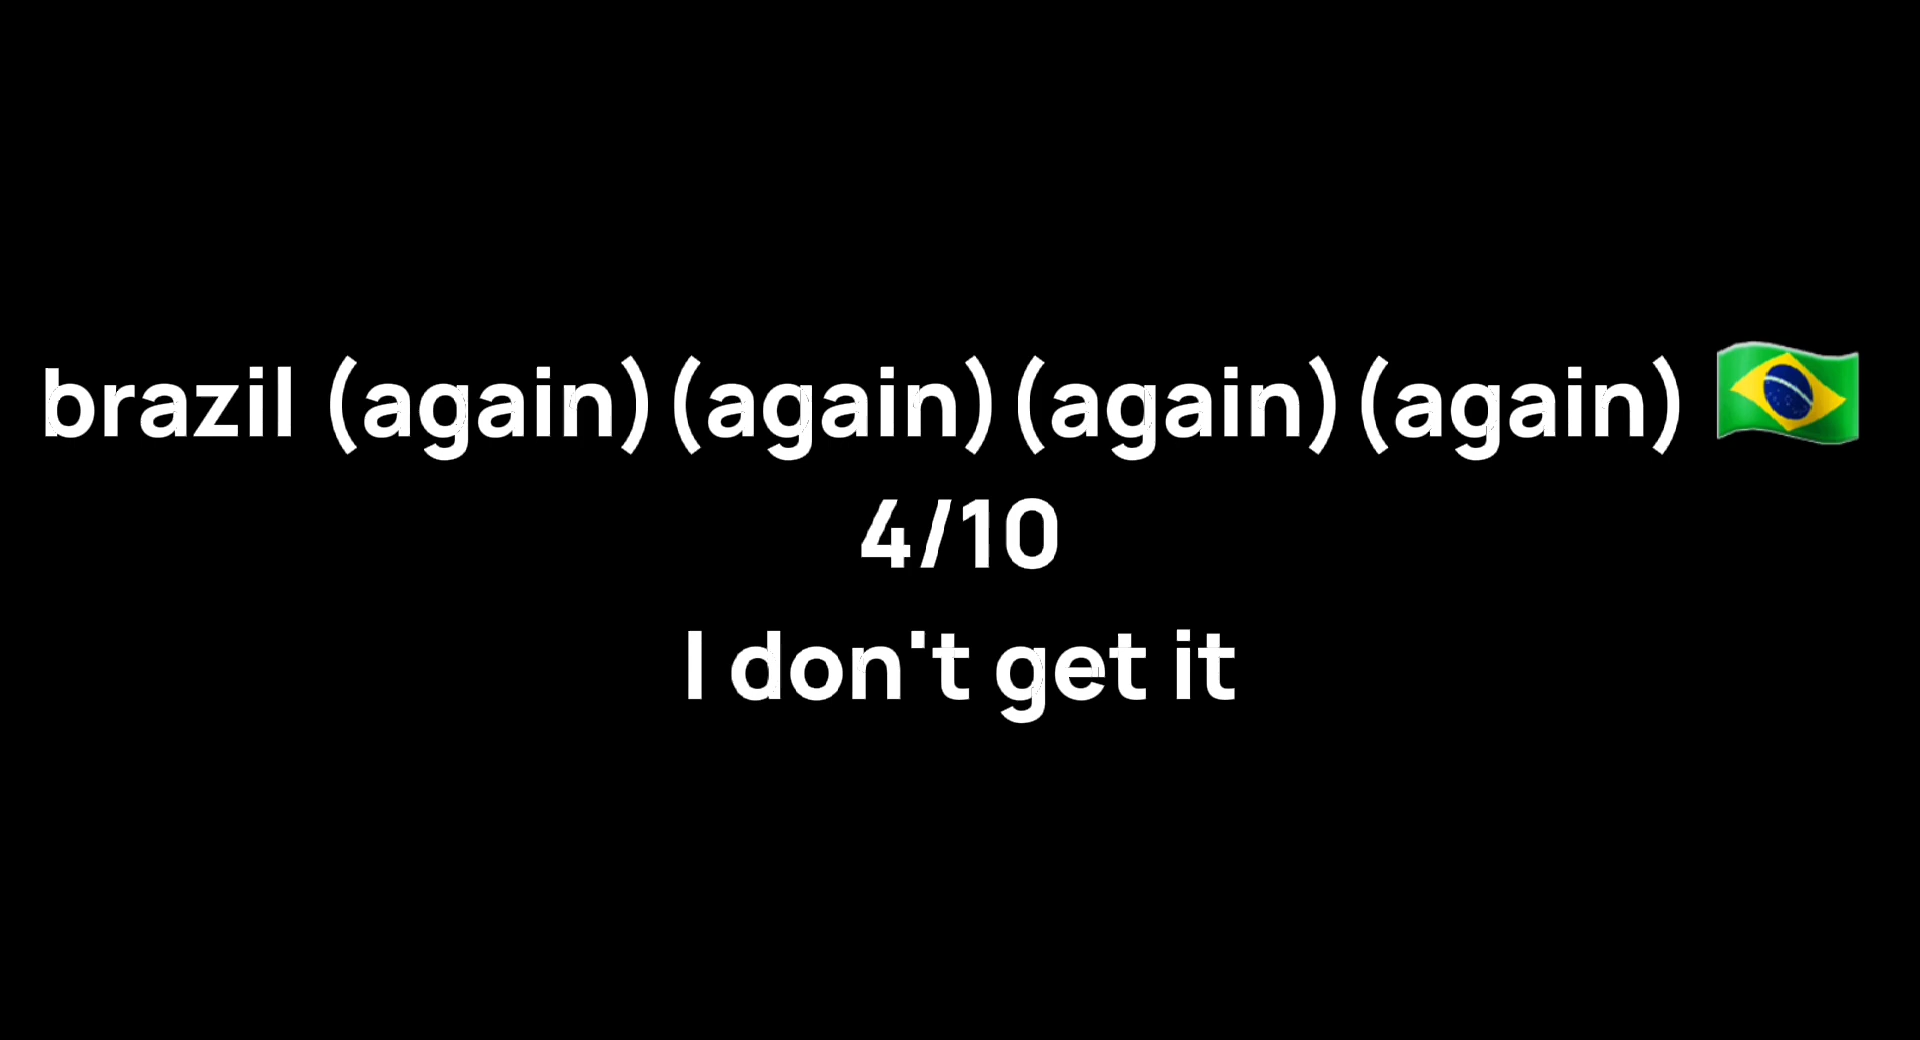 brazil (again)(again)(again)(again) 🇧🇷
4/10
I don't get it